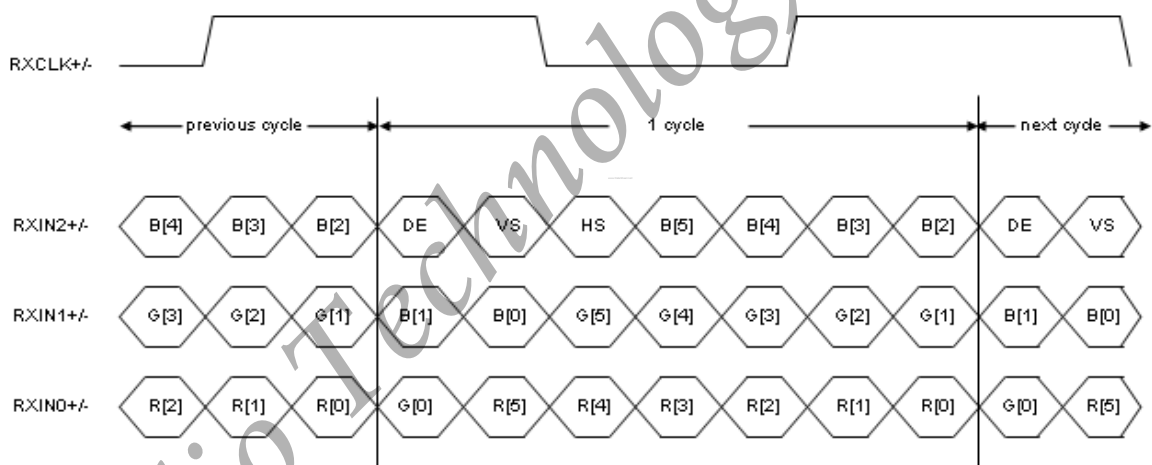 RXCLK+/-
previous cycle 1 cycle next cycle
RXIN2+/- B[4] B[3] B[2] DE VS HS B[5] B[4] B[3] B[2] DE VS
RXIN1+/- G[3] G[2] G[1] B[1] B[0] G[5] G[4] G[3] G[2] G[1] B[1] B[0]
RXIN0+/- R[2] R[1] R[0] G[0] R[5] R[4] R[3] R[2] R[1] R[0] G[0] R[5]
Technology